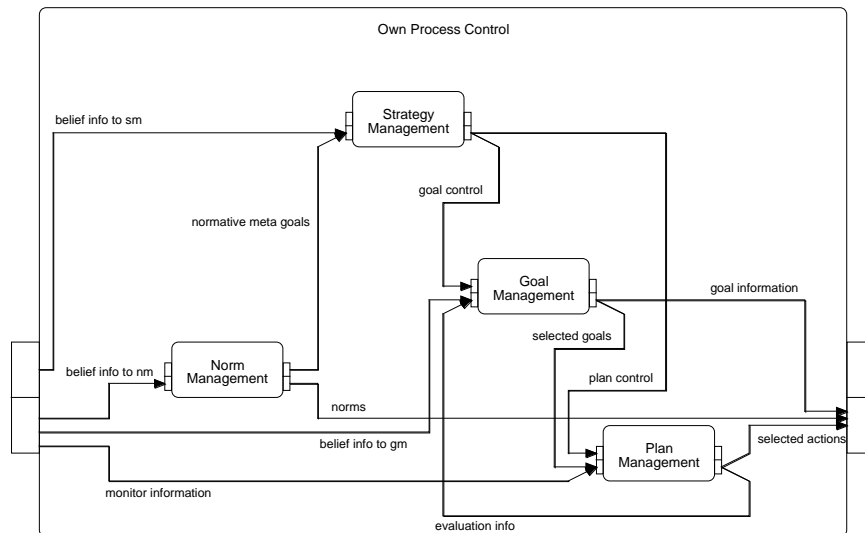 Own Process Control
Strategy
Management
belief info to sm
goal control
normative meta goals
Goal
Management
goal information
selected goals
Norm
Management
belief info to nm
plan control
norms
belief info to gm
selected actions
Plan
Management
monitor information
evaluation info